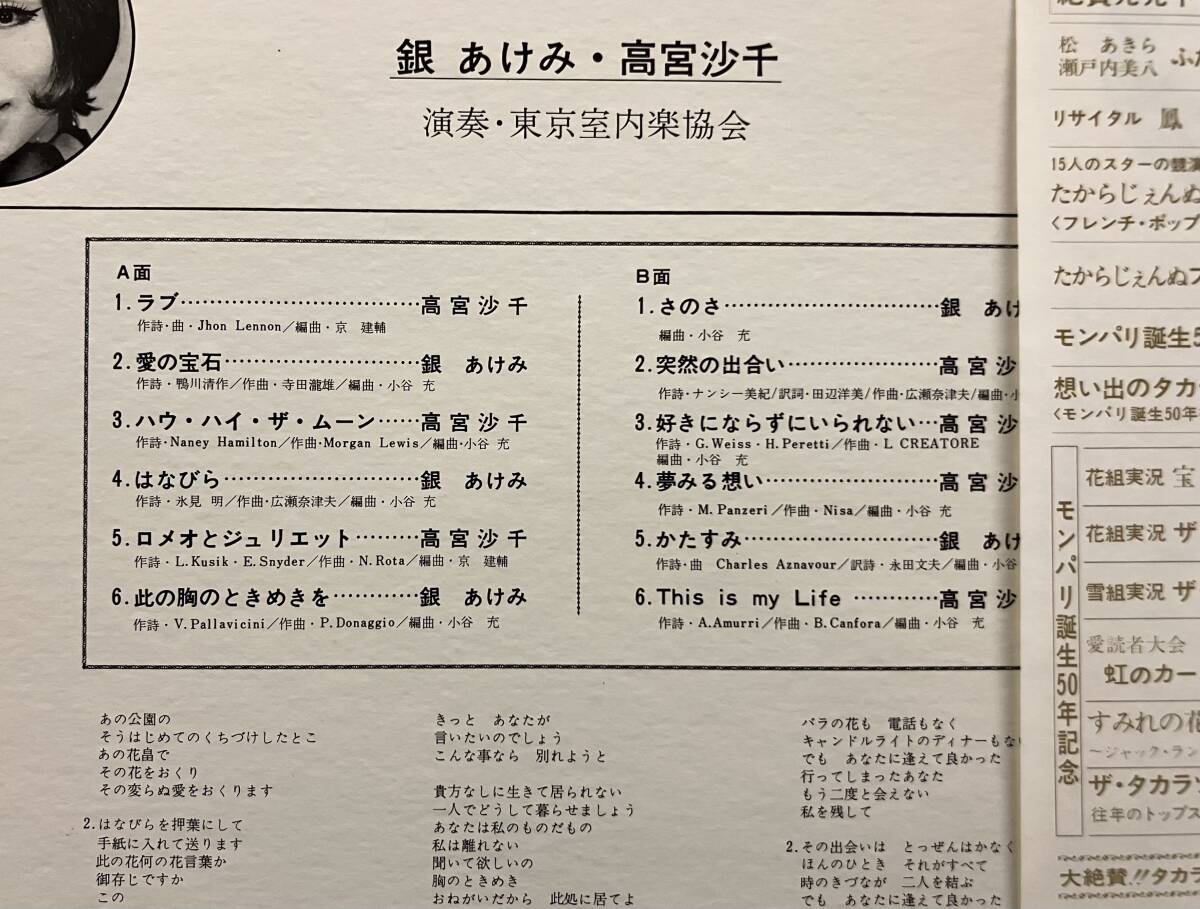 銀 あけみ・高宮沙千
演奏・東京室内楽協会
A面
1.ラブ……………………………高宮沙千
作詩・曲・Jhon Lennon／編曲・京 建輔
2.愛の宝石………………………銀 あけみ
作詩・鴨川清作／作曲・寺田瀧雄／編曲・小谷 充
3.ハウ・ハイ・ザ・ムーン……高宮沙千
作詩・Naney Hamilton／作曲・Morgan Lewis／編曲・小谷 充
4.はなびら………………………銀 あけみ
作詩・氷見 明／作曲・広瀬奈津夫／編曲・小谷 充
5.ロメオとジュリエット………高宮沙千
作詩・L.Kusik・E.Snyder／作曲・N.Rota／編曲・京 建輔
6.此の胸のときめきを…………銀 あけみ
作詩・V.Pallavicini／作曲・P.Donaggio／編曲・小谷 充
B面
1.さのさ…………………………銀 あけ
編曲・小谷 充
2.突然の出合い…………………高宮沙
作詩・ナンシー美紀/訳詞・田辺洋美/作曲・広瀬奈津夫/編曲・小
3.好きにならずにいられない…高宮沙
作詩・G.Weiss・H.Peretti／作曲・L CREATORE
編曲・小谷 充
4.夢みる想い……………………高宮沙
作詩・M.Panzeri／作曲・Nisa／編曲・小谷 充
5.かたすみ………………………銀 あけ
作詩・曲 Charles Aznavour／訳詩・永田文夫／編曲・小谷
6.This is my Life …………高宮沙
作詩・A.Amurri／作曲・B.Canfora／編曲・小谷 充
あの公園の
そうはじめてのくちづけしたとこ
あの花畠で
その花をおくり
その変らぬ愛をおくります
2.はなびらを押葉にして
手紙に入れて送ります
此の花何の花言葉か
御存じですか
この
きっと あなたが
言いたいのでしょう
こんな事なら 別れようと
貴方なしに生きて居られない
一人でどうして暮らせましょう
あなたは私のものだもの
私は離れない
聞いて欲しいの
胸のときめき
おねがいだから 此処に居てよ
バラの花も 電話もなく
キャンドルライトのディナーもな
でも あなたに逢えて良かった
行ってしまったあなた
もう二度と会えない
私を残して
2.その出会いは とっぜんはかなく
ほんのひとき それがすべて
時のきづなが 二人を結ぶ
でも あなたに逢えて良かった
松 あきら
瀬戸内美八
リサイタル 鳳
15人のスターの競演
たからじぇんぬ
〈フレンチ・ポップ
たからじぇんぬフ
モンパリ誕生5
想い出のタカ
〈モンパリ誕生50年
モンパリ誕生50年記念
花組実況 宝
花組実況 ザ
雪組実況 ザ
愛読者大会
虹のカー
すみれの花
～ジャック・ラン
ザ・タカラ
往年のトップス
大絶賛!!タカラ